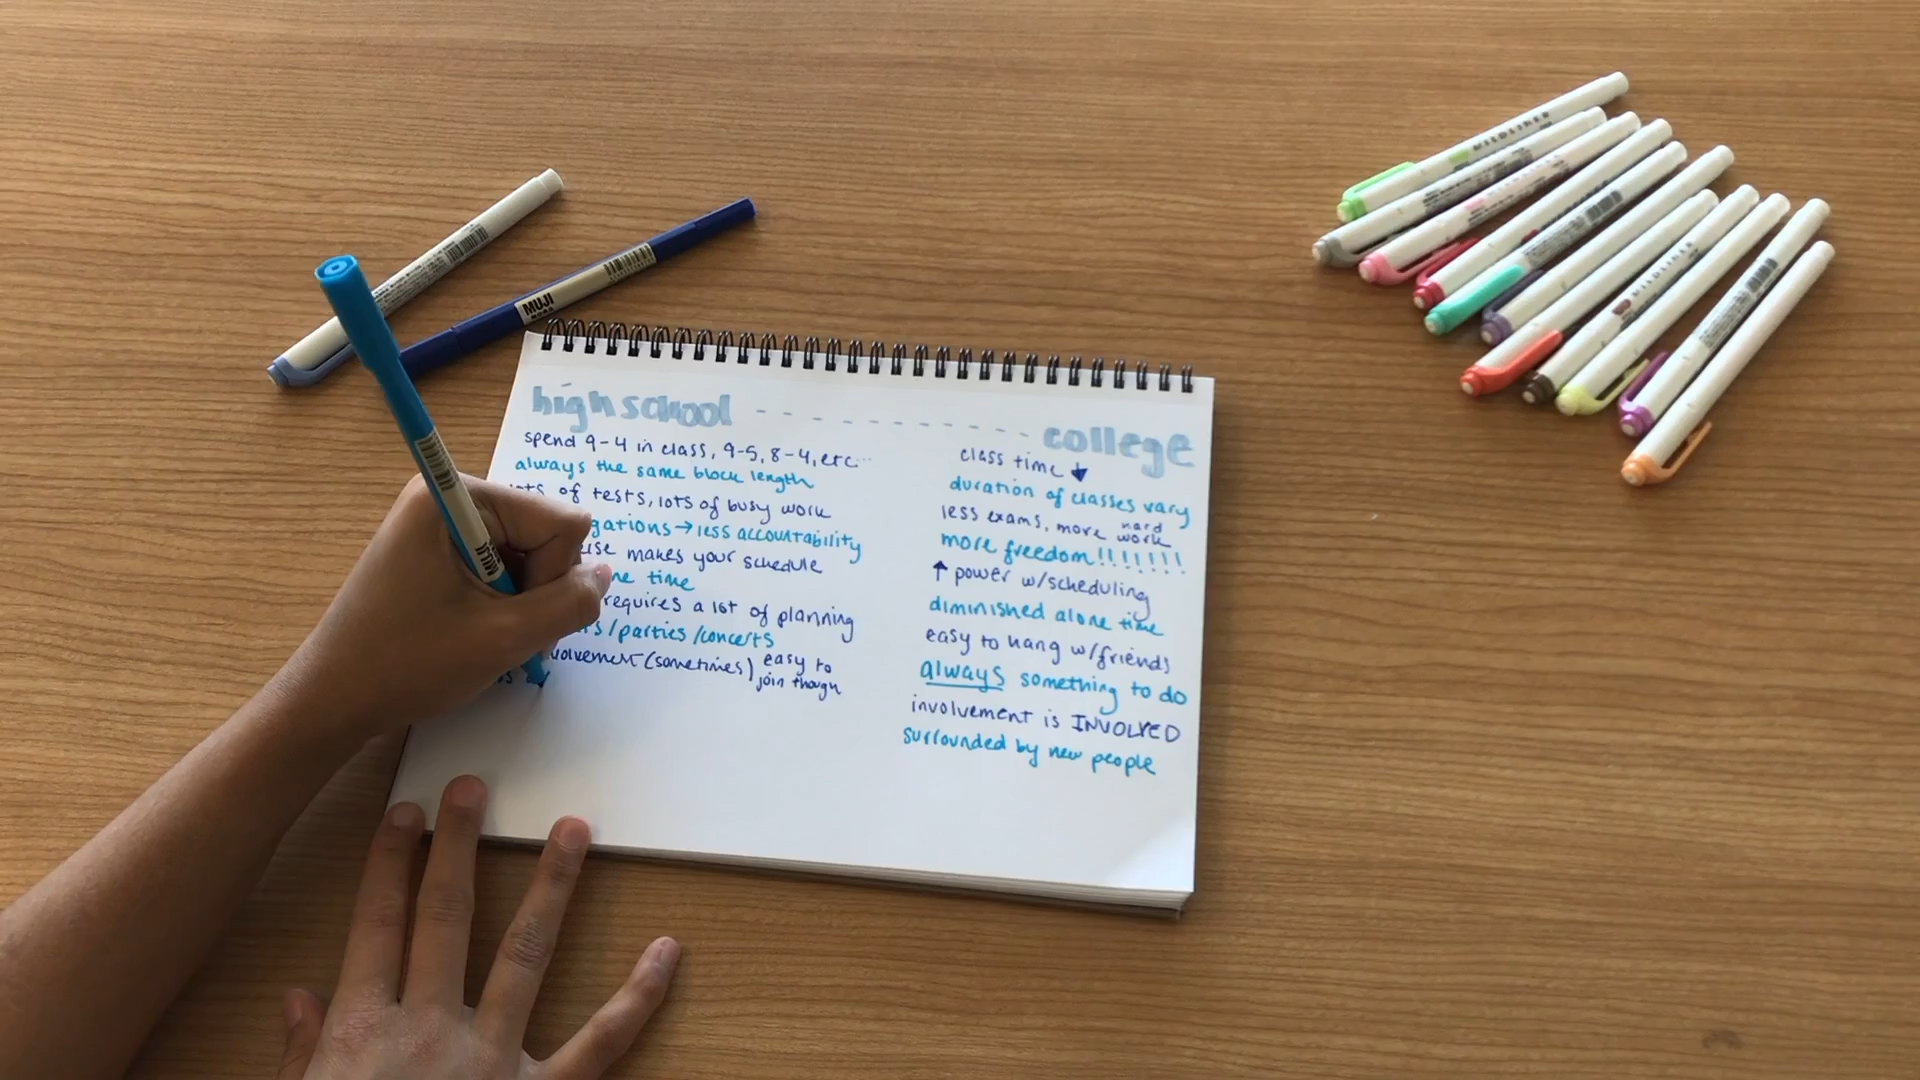 high school - - - - - - - - - college
spend 9-4 in class, 9-5, 8-4, etc...
always the same block length
of tests, lots of busy work
→ less accountability
makes your schedule
time
requires a lot of planning
/parties/concerts
(sometimes) easy to
join though
class time ↓
duration of classes vary
less exams, more hard work
more freedom!!!!!!!
↑ power w/scheduling
diminished alone time
easy to hang w/friends
always something to do
involvement is INVOLVED
surrounded by new people
MUJI
MUJI
MILDLINER
MILDLINER